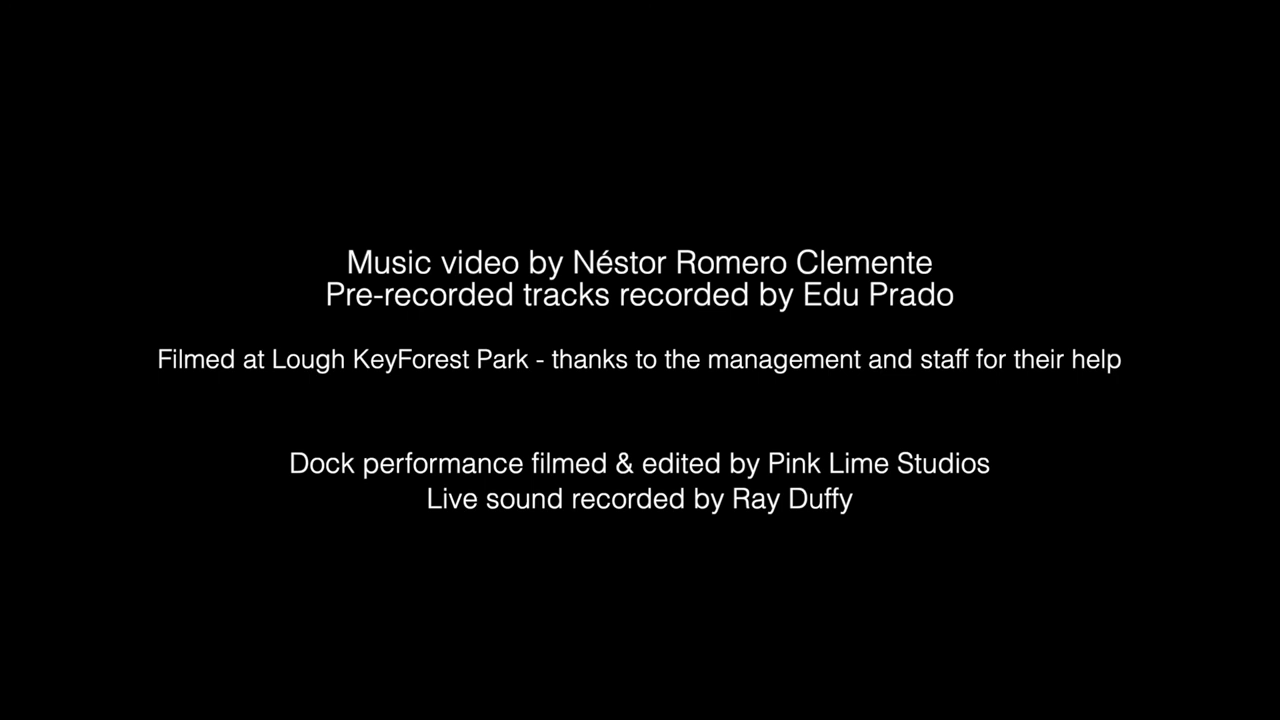 Music video by Néstor Romero Clemente
Pre-recorded tracks recorded by Edu Prado
Filmed at Lough KeyForest Park - thanks to the management and staff for their help
Dock performance filmed & edited by Pink Lime Studios
Live sound recorded by Ray Duffy